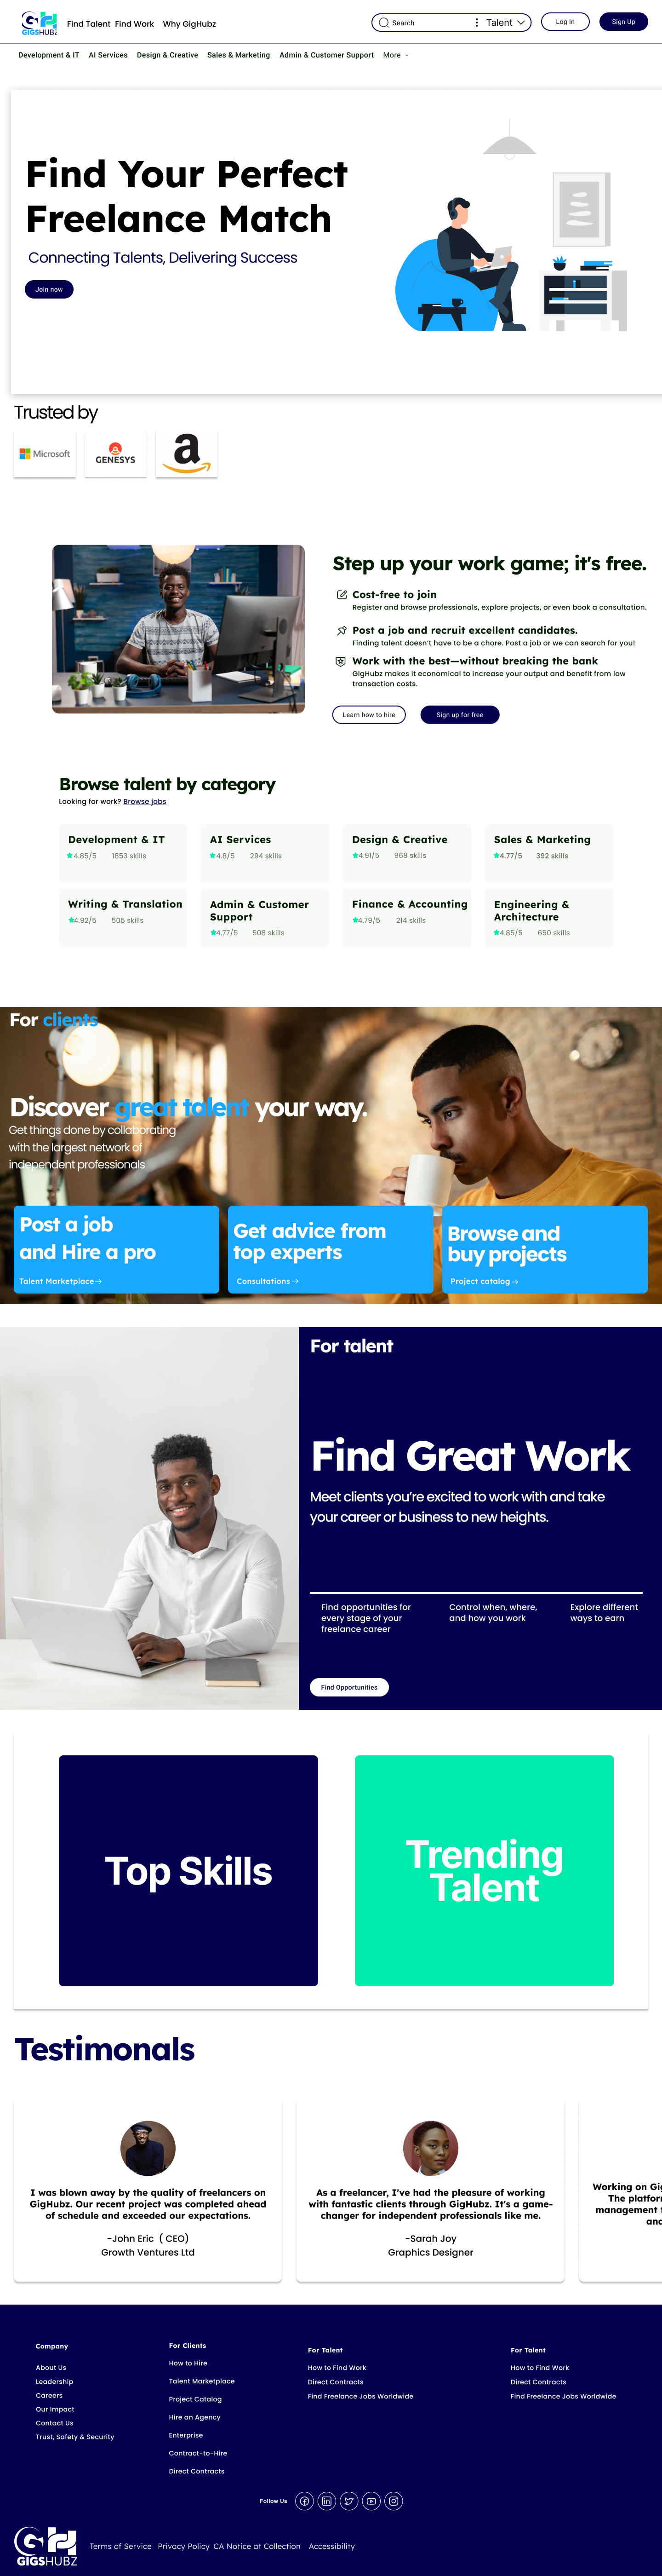 GIGSHUBZ
Find Talent Find Work Why GigHubz
Search Talent
Log In
Sign Up
Development & IT AI Services Design & Creative Sales & Marketing Admin & Customer Support More
Find Your Perfect
Freelance Match
Connecting Talents, Delivering Success
Join now
Trusted by
Microsoft
GENESYS
a
Step up your work game; it's free.
Cost-free to join
Register and browse professionals, explore projects, or even book a consultation.
Post a job and recruit excellent candidates.
Finding talent doesn't have to be a chore. Post a job or we can search for you!
Work with the best—without breaking the bank
GigHubz makes it economical to increase your output and benefit from low
transaction costs.
Learn how to hire
Sign up for free
Browse talent by category
Looking for work? Browse jobs
Development & IT
4.85/5 1853 skills
AI Services
4.8/5 294 skills
Design & Creative
4.91/5 968 skills
Sales & Marketing
4.77/5 392 skills
Writing & Translation
4.92/5 505 skills
Admin & Customer
Support
4.77/5 508 skills
Finance & Accounting
4.79/5 214 skills
Engineering &
Architecture
4.85/5 650 skills
For clients
Discover great talent your way.
Get things done by collaborating
with the largest network of
independent professionals
Post a job
and Hire a pro
Talent Marketplace
Get advice from
top experts
Consultations
Browse and
buy projects
Project catalog
For talent
Find Great Work
Meet clients you're excited to work with and take
your career or business to new heights.
Find opportunities for
every stage of your
freelance career
Control when, where,
and how you work
Explore different
ways to earn
Find Opportunities
Top Skills
Trending
Talent
Testimonals
I was blown away by the quality of freelancers on
GigHubz. Our recent project was completed ahead
of schedule and exceeded our expectations.
-John Eric ( CEO)
Growth Ventures Ltd
As a freelancer, I've had the pleasure of working
with fantastic clients through GigHubz. It's a game-
changer for independent professionals like me.
-Sarah Joy
Graphics Designer
Working on Gig
The platfor
management
and
Company
About Us
Leadership
Careers
Our Impact
Contact Us
Trust, Safety & Security
For Clients
How to Hire
Talent Marketplace
Project Catalog
Hire an Agency
Enterprise
Contract-to-Hire
Direct Contracts
For Talent
How to Find Work
Direct Contracts
Find Freelance Jobs Worldwide
For Talent
How to Find Work
Direct Contracts
Find Freelance Jobs Worldwide
Follow Us
GIGSHUBZ
Terms of Service Privacy Policy CA Notice at Collection Accessibility